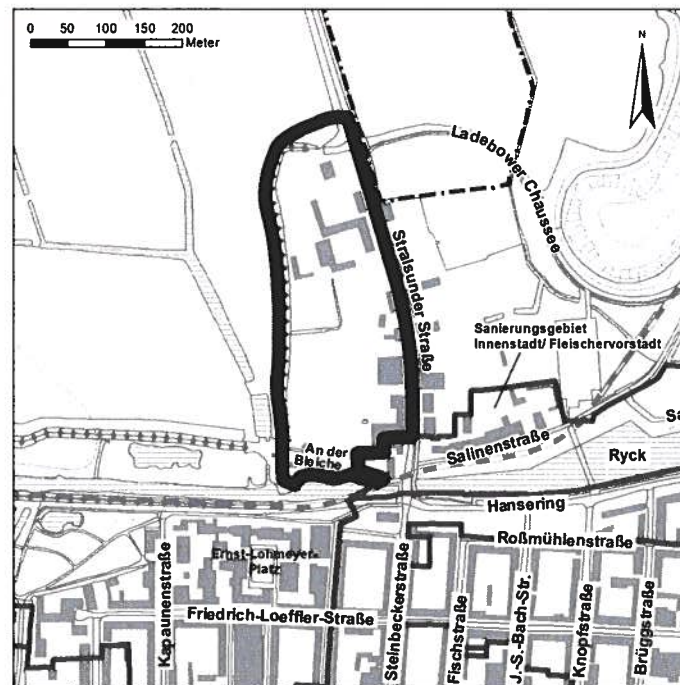 0 50 100 150 200
Meter
N
Ladebower Chaussee
Stralsunder Straße
Sanierungsgebiet
Innenstadt/ Fleischervorstadt
An der
Bleiche
Salinenstraße
Ryck
Hansering
Roßmühlenstraße
Ernst-Lohmeyer-
Platz
Kapaunenstraße
Friedrich-Loeffler-Straße
Steinbeckerstraße
Fischstraße
J.-S.-Bach-Str.
Knopfstraße
Brüggstraße